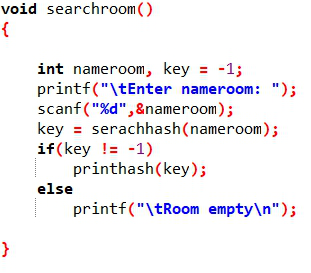 void searchroom()
{
int nameroom, key = -1;
printf("\tEnter nameroom: ");
scanf("%d",&nameroom);
key = serachhash(nameroom);
if(key != -1)
printhash(key);
else
printf("\tRoom empty\n");
}